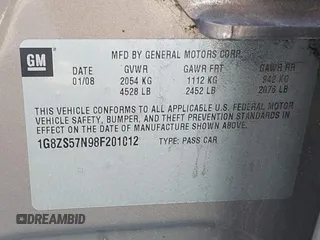 GM
MFD BY GENERAL MOTORS CORP.
DATE GVWR GAWR FRT GAWR RR
01/08 2054 KG 1112 KG 942 KG
4528 LB 2452 LB 2076 LB
THIS VEHICLE CONFORMS TO ALL APPLICABLE U.S. FEDERAL MOTOR
VEHICLE SAFETY, BUMPER, AND THEFT PREVENTION STANDARDS IN
EFFECT ON THE DATE OF MANUFACTURE SHOWN ABOVE.
1G8ZS57N98F201012 TYPE: PASS CAR
DREAMBID